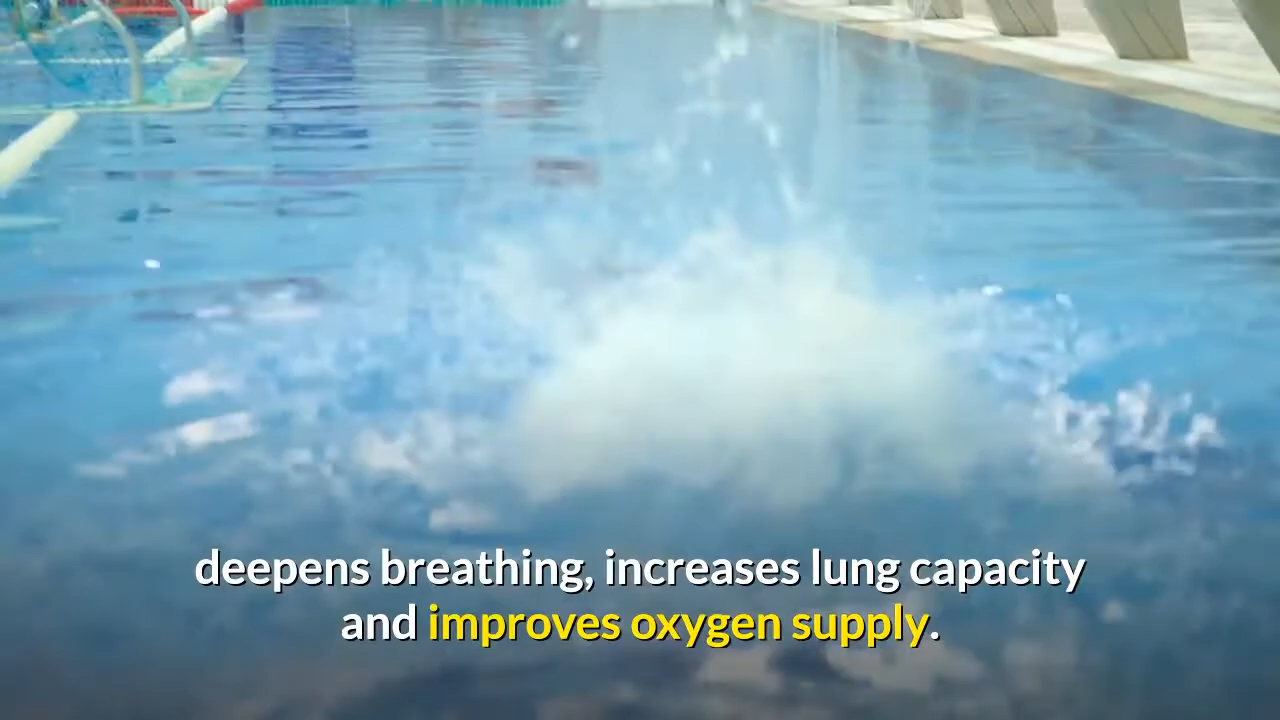 deepens breathing, increases lung capacity
and improves oxygen supply.